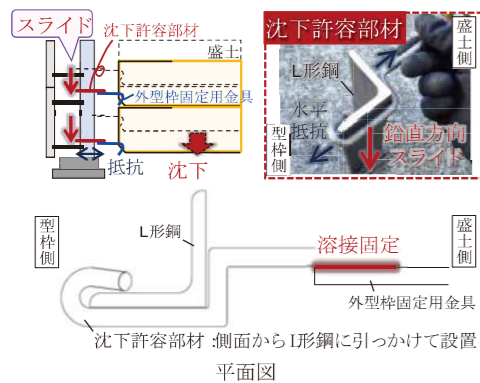 スライド
沈下許容部材
盛土
外型枠固定用金具
抵抗
沈下
沈下許容部材
盛土側
L形鋼
水平抵抗
型枠側
鉛直方向
スライド
型枠側
L形鋼
溶接固定
盛土側
外型枠固定用金具
沈下許容部材:側面からL形鋼に引っかけて設置
平面図